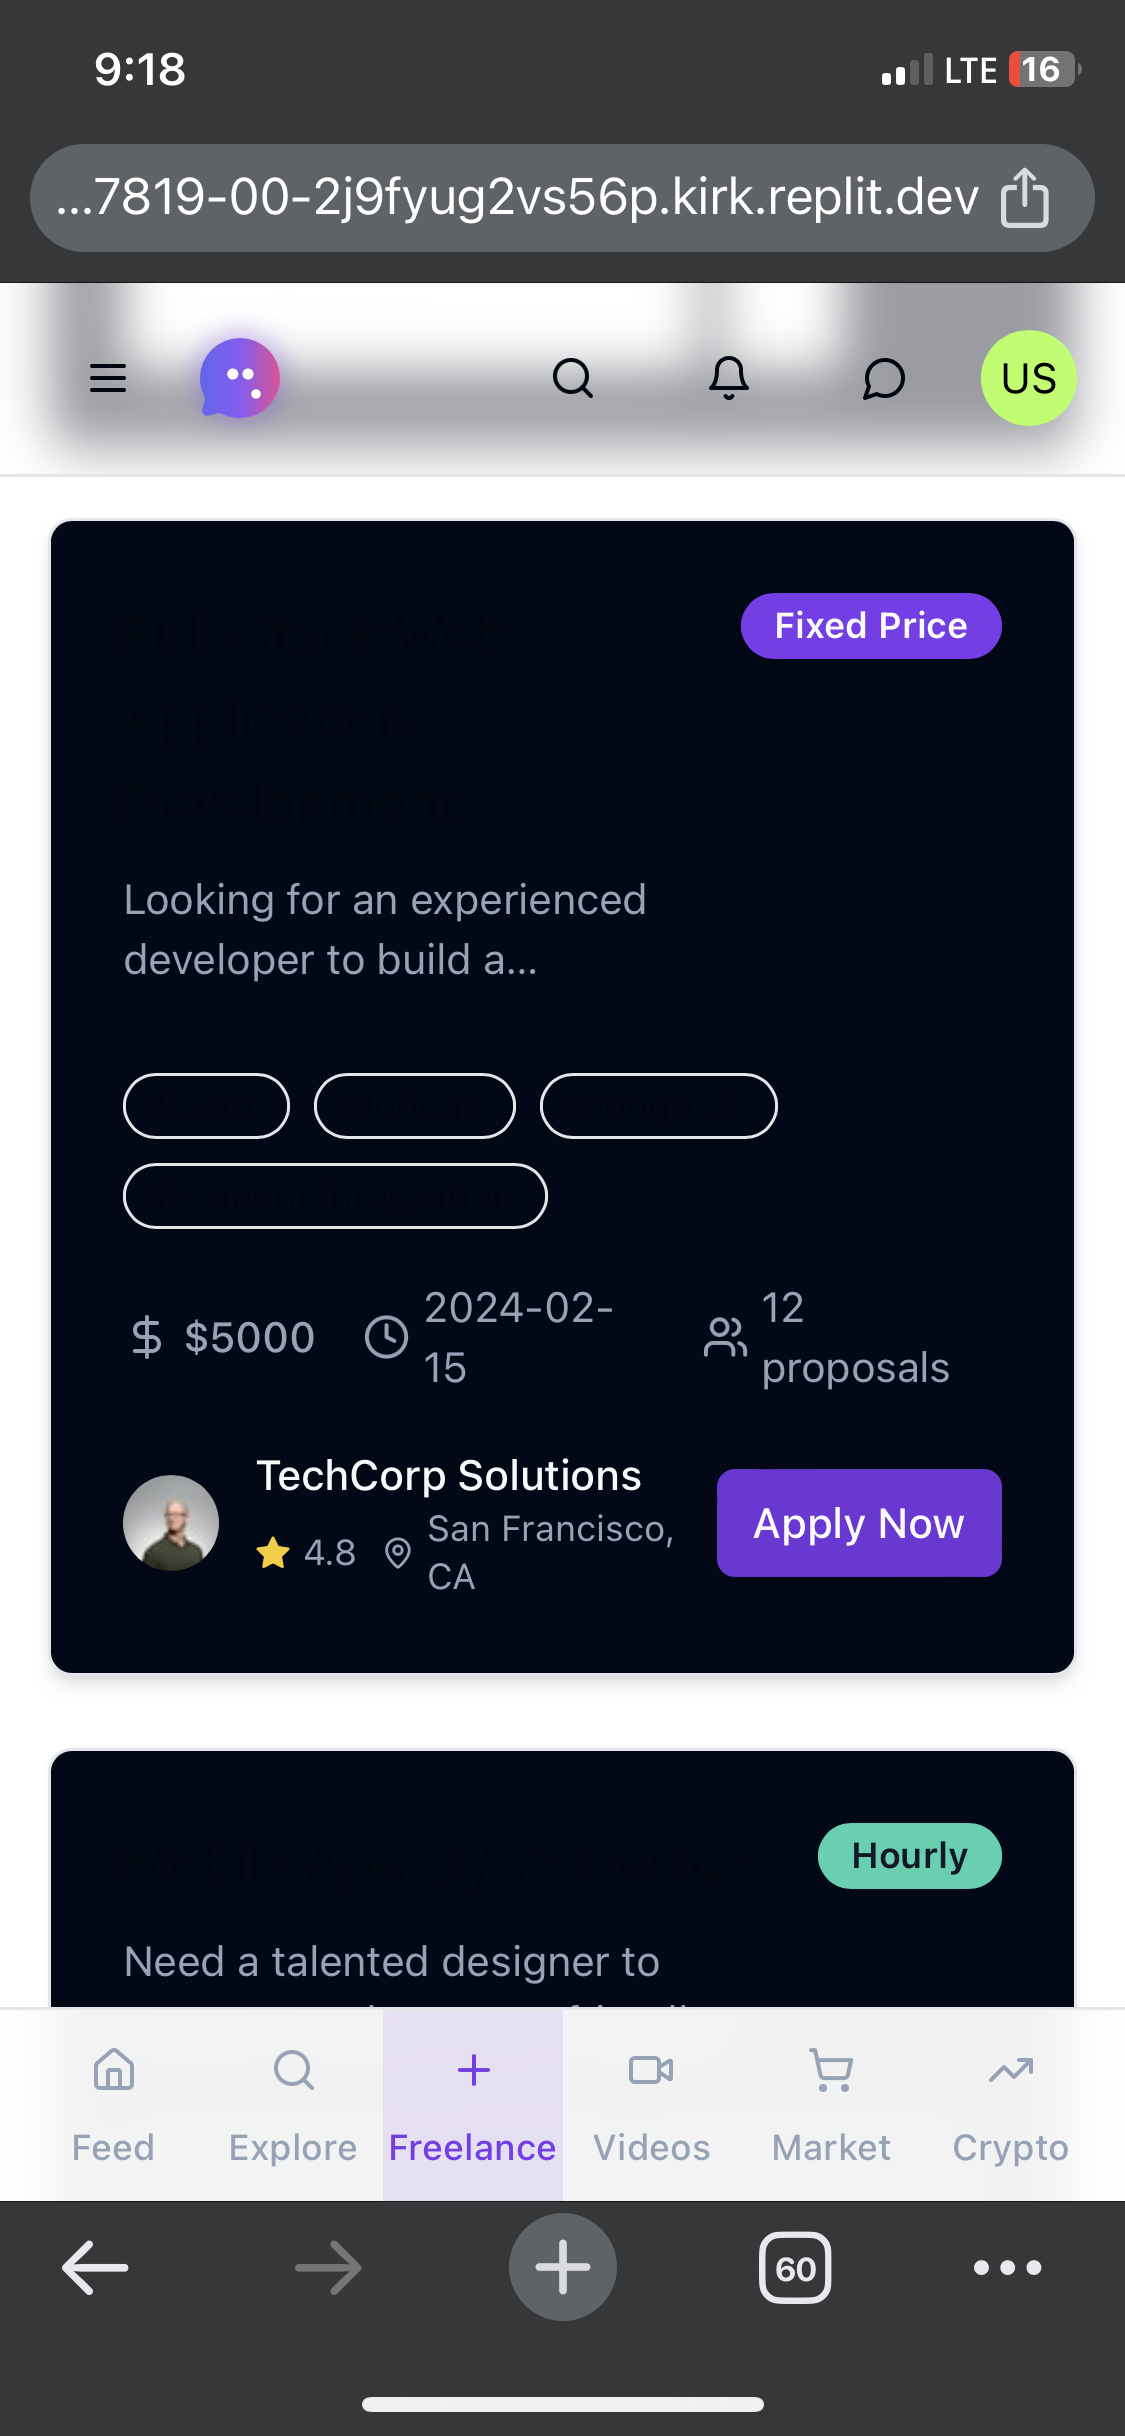 9:18
LTE
16
...7819-00-2j9fyug2vs56p.kirk.replit.dev
US
Full-Stack Web
Application
Development
Fixed Price
Looking for an experienced
developer to build a...
React
Node.js
MongoDB
Payment Integration
$5000
2024-02-
15
12
proposals
TechCorp Solutions
4.8
San Francisco,
CA
Apply Now
Mobile App UI/UX Design
Hourly
Need a talented designer to
Feed
Explore
Freelance
Videos
Market
Crypto
60